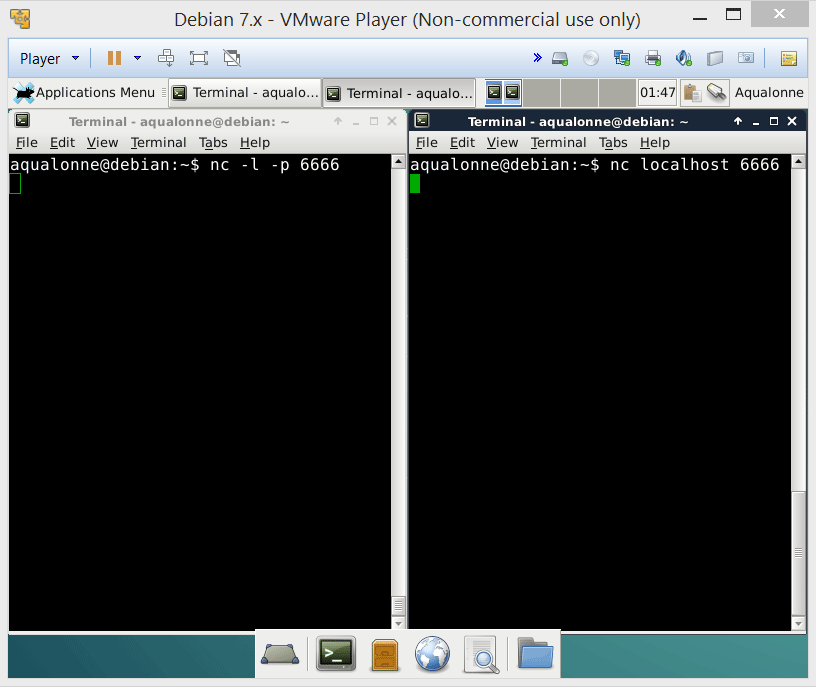 Debian 7.x - VMware Player (Non-commercial use only)
Player
Applications Menu
Terminal - aqualo...
Terminal - aqualo...
01:47
Aqualonne
Terminal - aqualonne@debian: ~
File Edit View Terminal Tabs Help
aqualonne@debian:~$ nc -l -p 6666
Terminal - aqualonne@debian: ~
File Edit View Terminal Tabs Help
aqualonne@debian:~$ nc localhost 6666